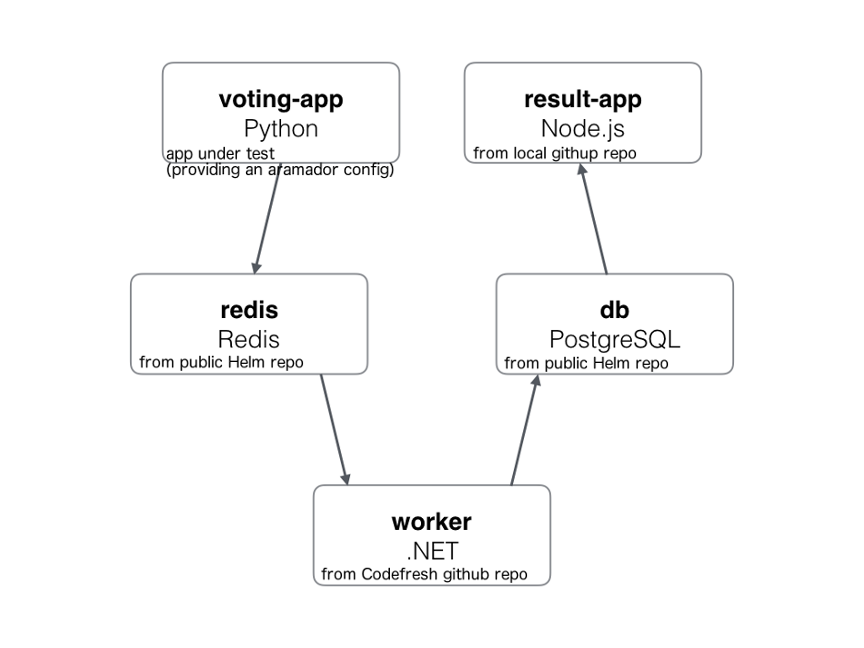 voting-app
Python
app under test
(providing an aramador config)
result-app
Node.js
from local githup repo
redis
Redis
from public Helm repo
db
PostgreSQL
from public Helm repo
worker
.NET
from Codefresh github repo